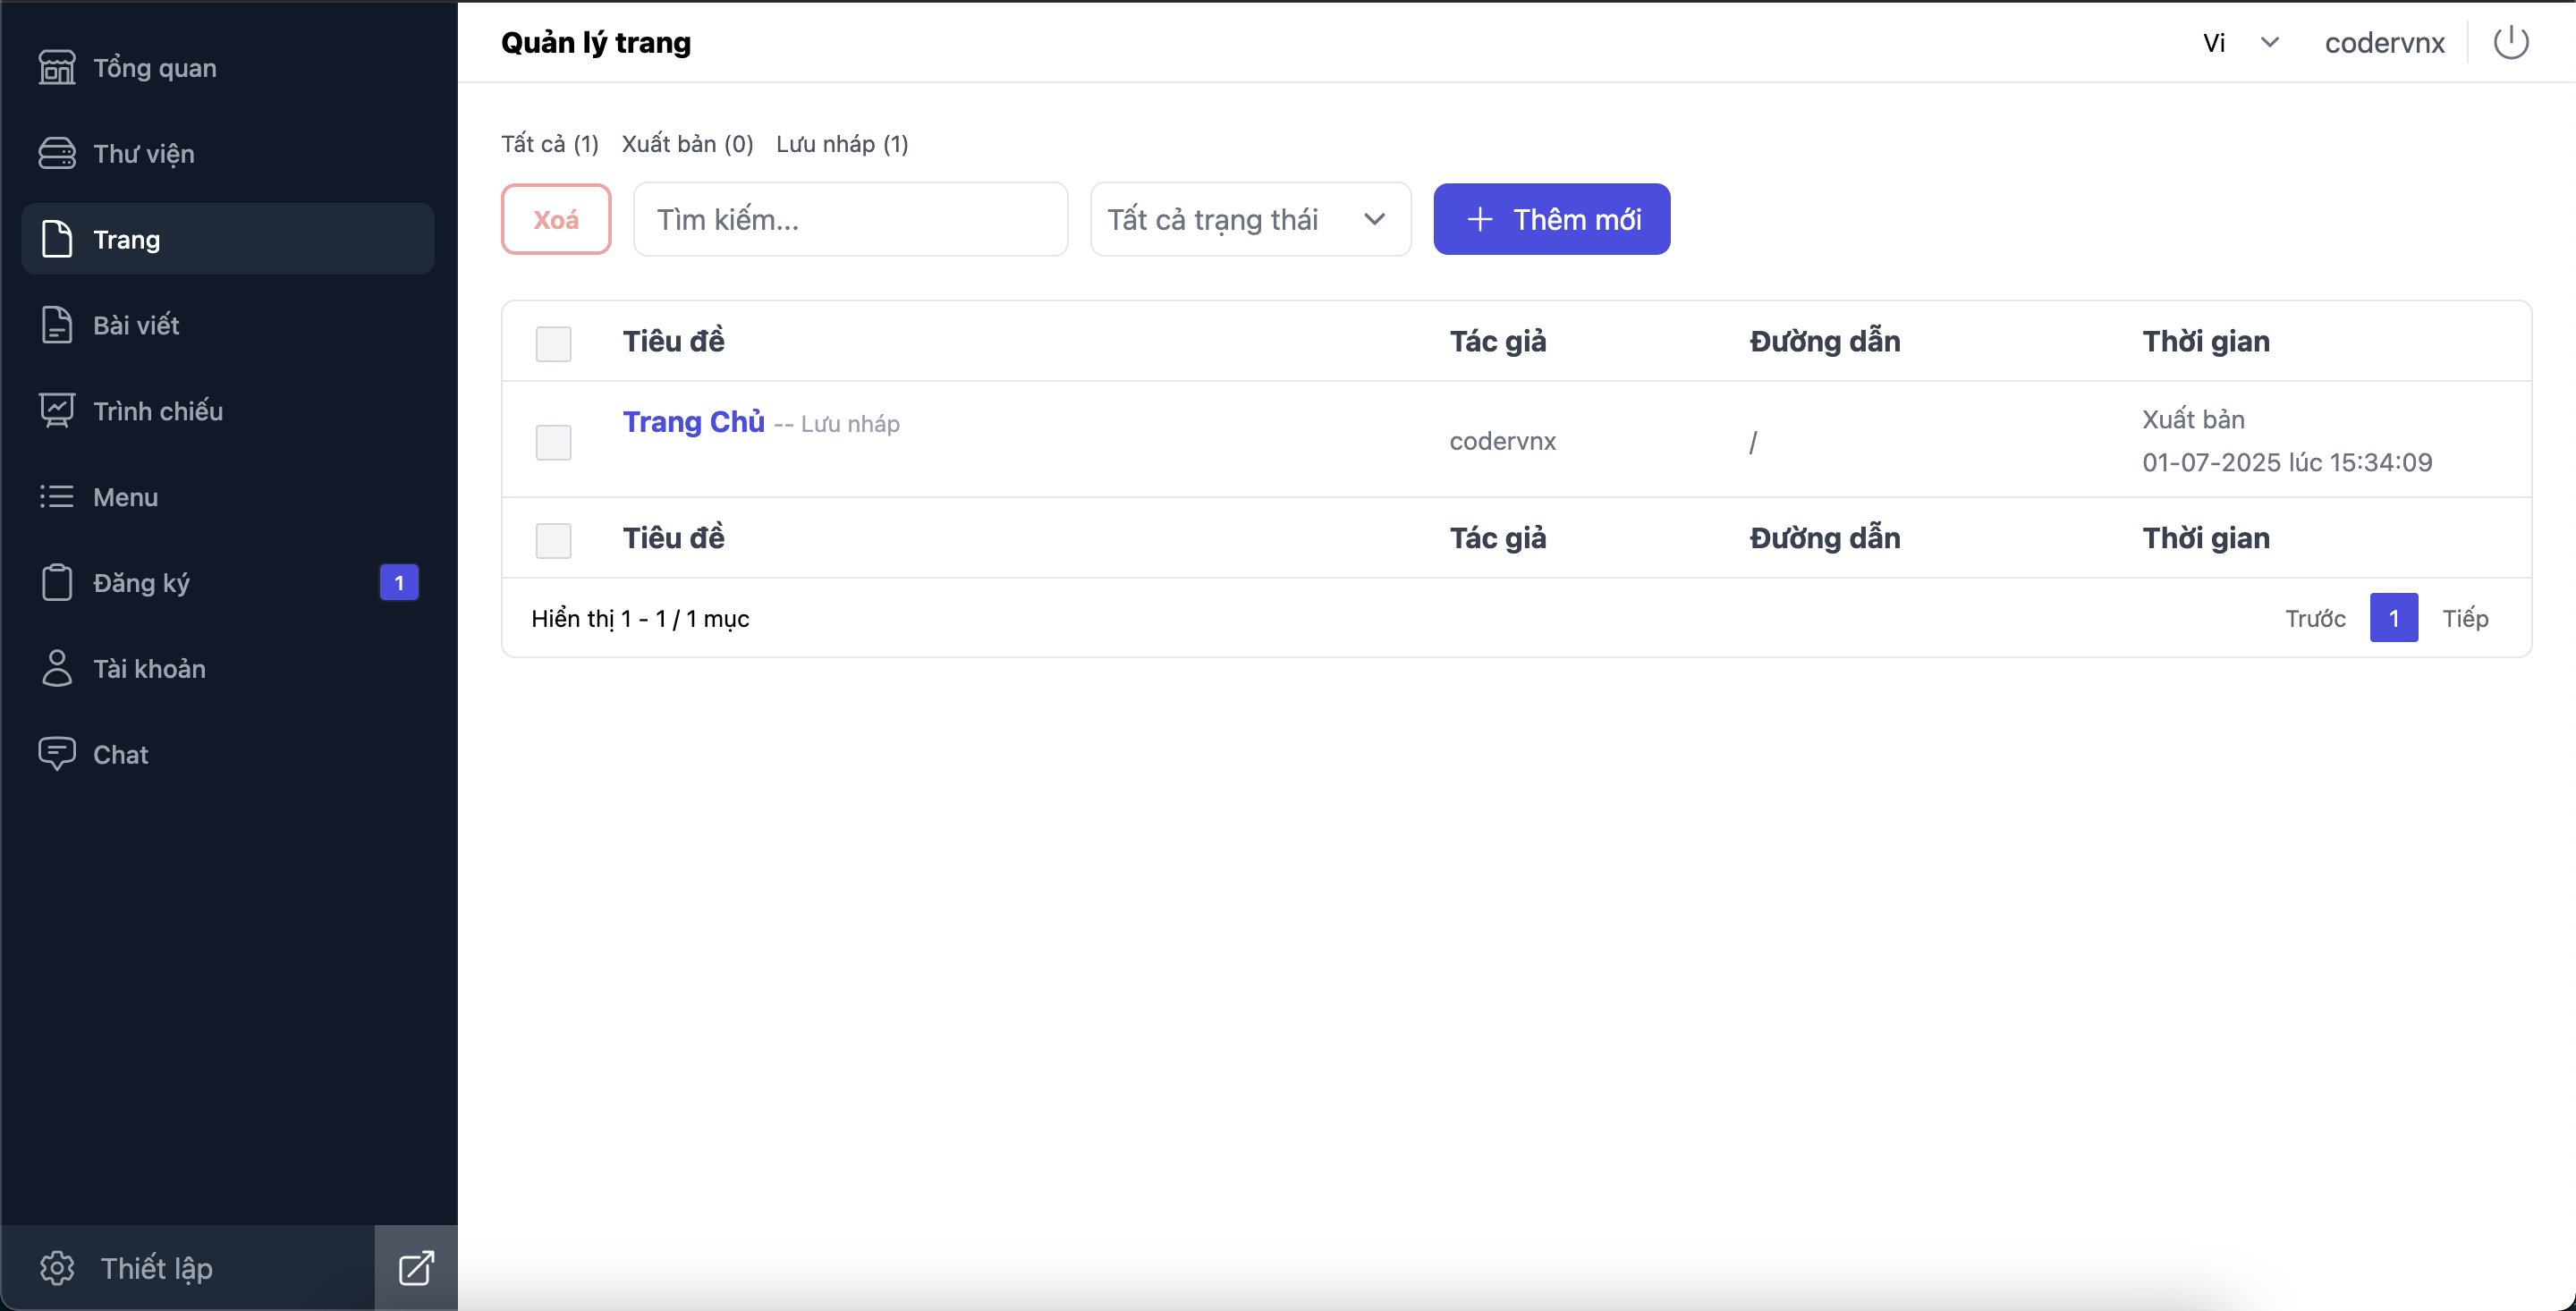 Tổng quan
Thư viện
Trang
Bài viết
Trình chiếu
Menu
Đăng ký 1
Tài khoản
Chat
Thiết lập
Quản lý trang
Vi codervnx
Tất cả (1) Xuất bản (0) Lưu nháp (1)
Xoá Tìm kiếm... Tất cả trạng thái Thêm mới
Tiêu đề Tác giả Đường dẫn Thời gian
Trang Chủ -- Lưu nháp codervnx / Xuất bản
01-07-2025 lúc 15:34:09
Tiêu đề Tác giả Đường dẫn Thời gian
Hiển thị 1 - 1 / 1 mục Trước 1 Tiếp